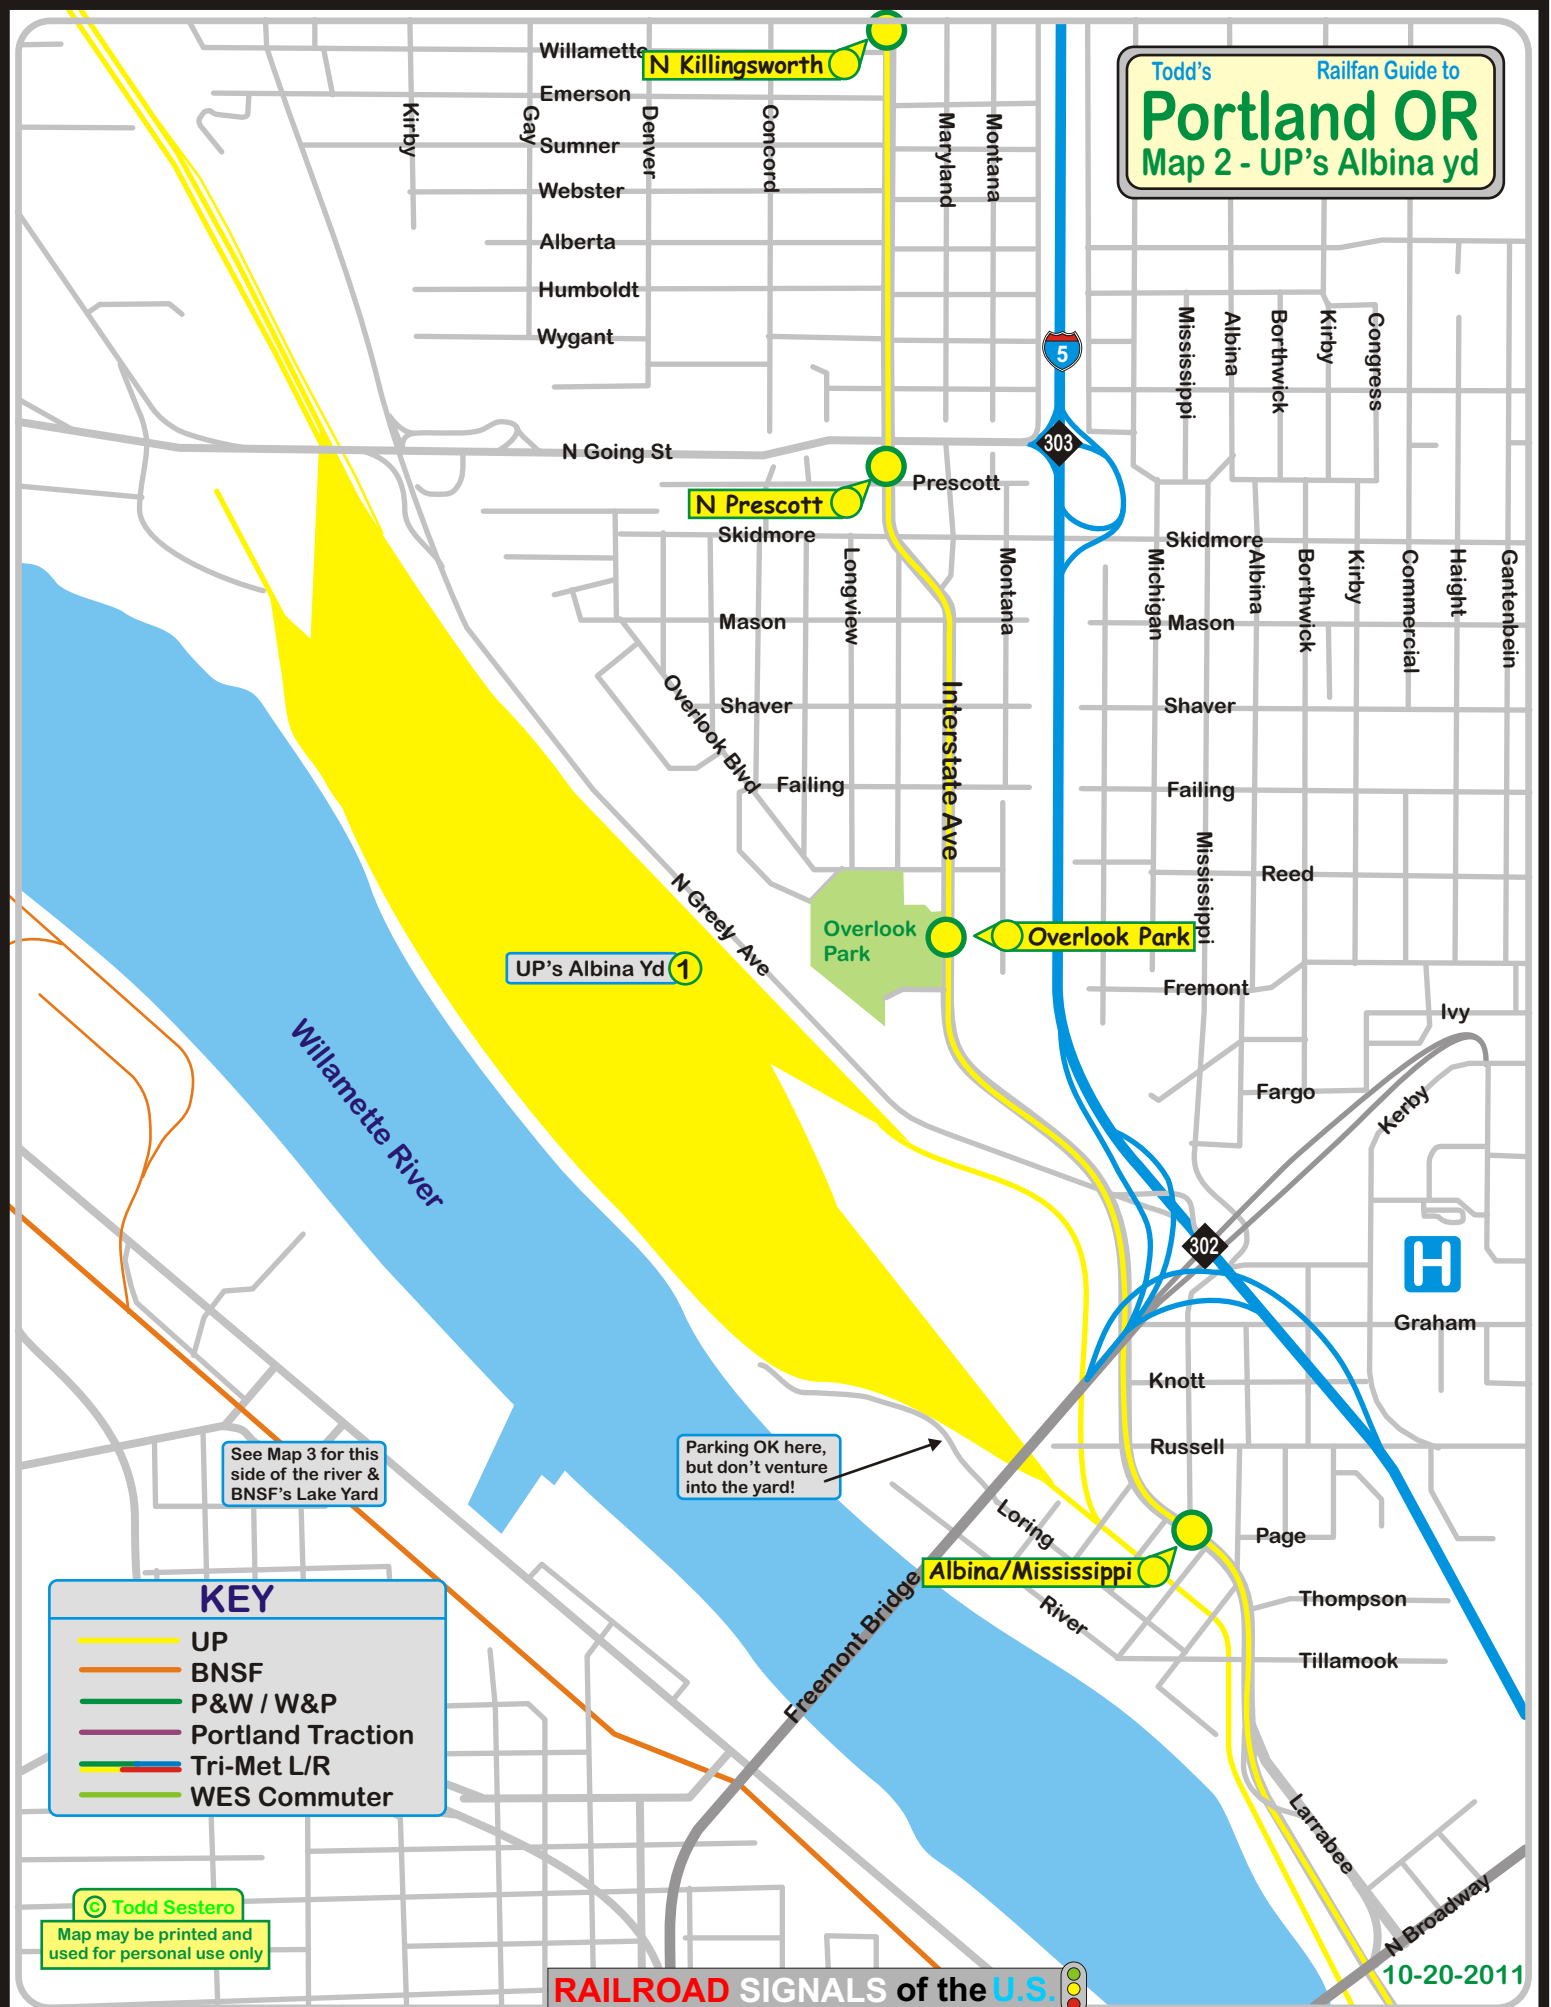 Todd's Railfan Guide to
Portland OR
Map 2 - UP's Albina yd
Willamette
N Killingsworth
Emerson
Sumner
Webster
Alberta
Humboldt
Wygant
Kirby
Gay
Denver
Concord
Maryland
Montana
5
303
Mississippi
Albina
Borthwick
Kirby
Congress
N Going St
Prescott
N Prescott
Skidmore
Skidmore
Longview
Montana
Michigan
Albina
Borthwick
Kirby
Commercial
Haight
Gantenbein
Mason
Mason
Overlook Blvd
Shaver
Shaver
Interstate Ave
Failing
Failing
Mississippi
Reed
N Greely Ave
Overlook
Park
Overlook Park
UP's Albina Yd 1
Fremont
Ivy
Willamette River
Fargo
Kerby
302
H
Graham
Knott
Russell
See Map 3 for this
side of the river &
BNSF's Lake Yard
Parking OK here,
but don't venture
into the yard!
Loring
Page
Albina/Mississippi
Freemont Bridge
River
Thompson
Tillamook
KEY
UP
BNSF
P&W / W&P
Portland Traction
Tri-Met L/R
WES Commuter
Larrabee
N Broadway
© Todd Sestero
Map may be printed and
used for personal use only
10-20-2011
RAILROAD SIGNALS of the U.S.